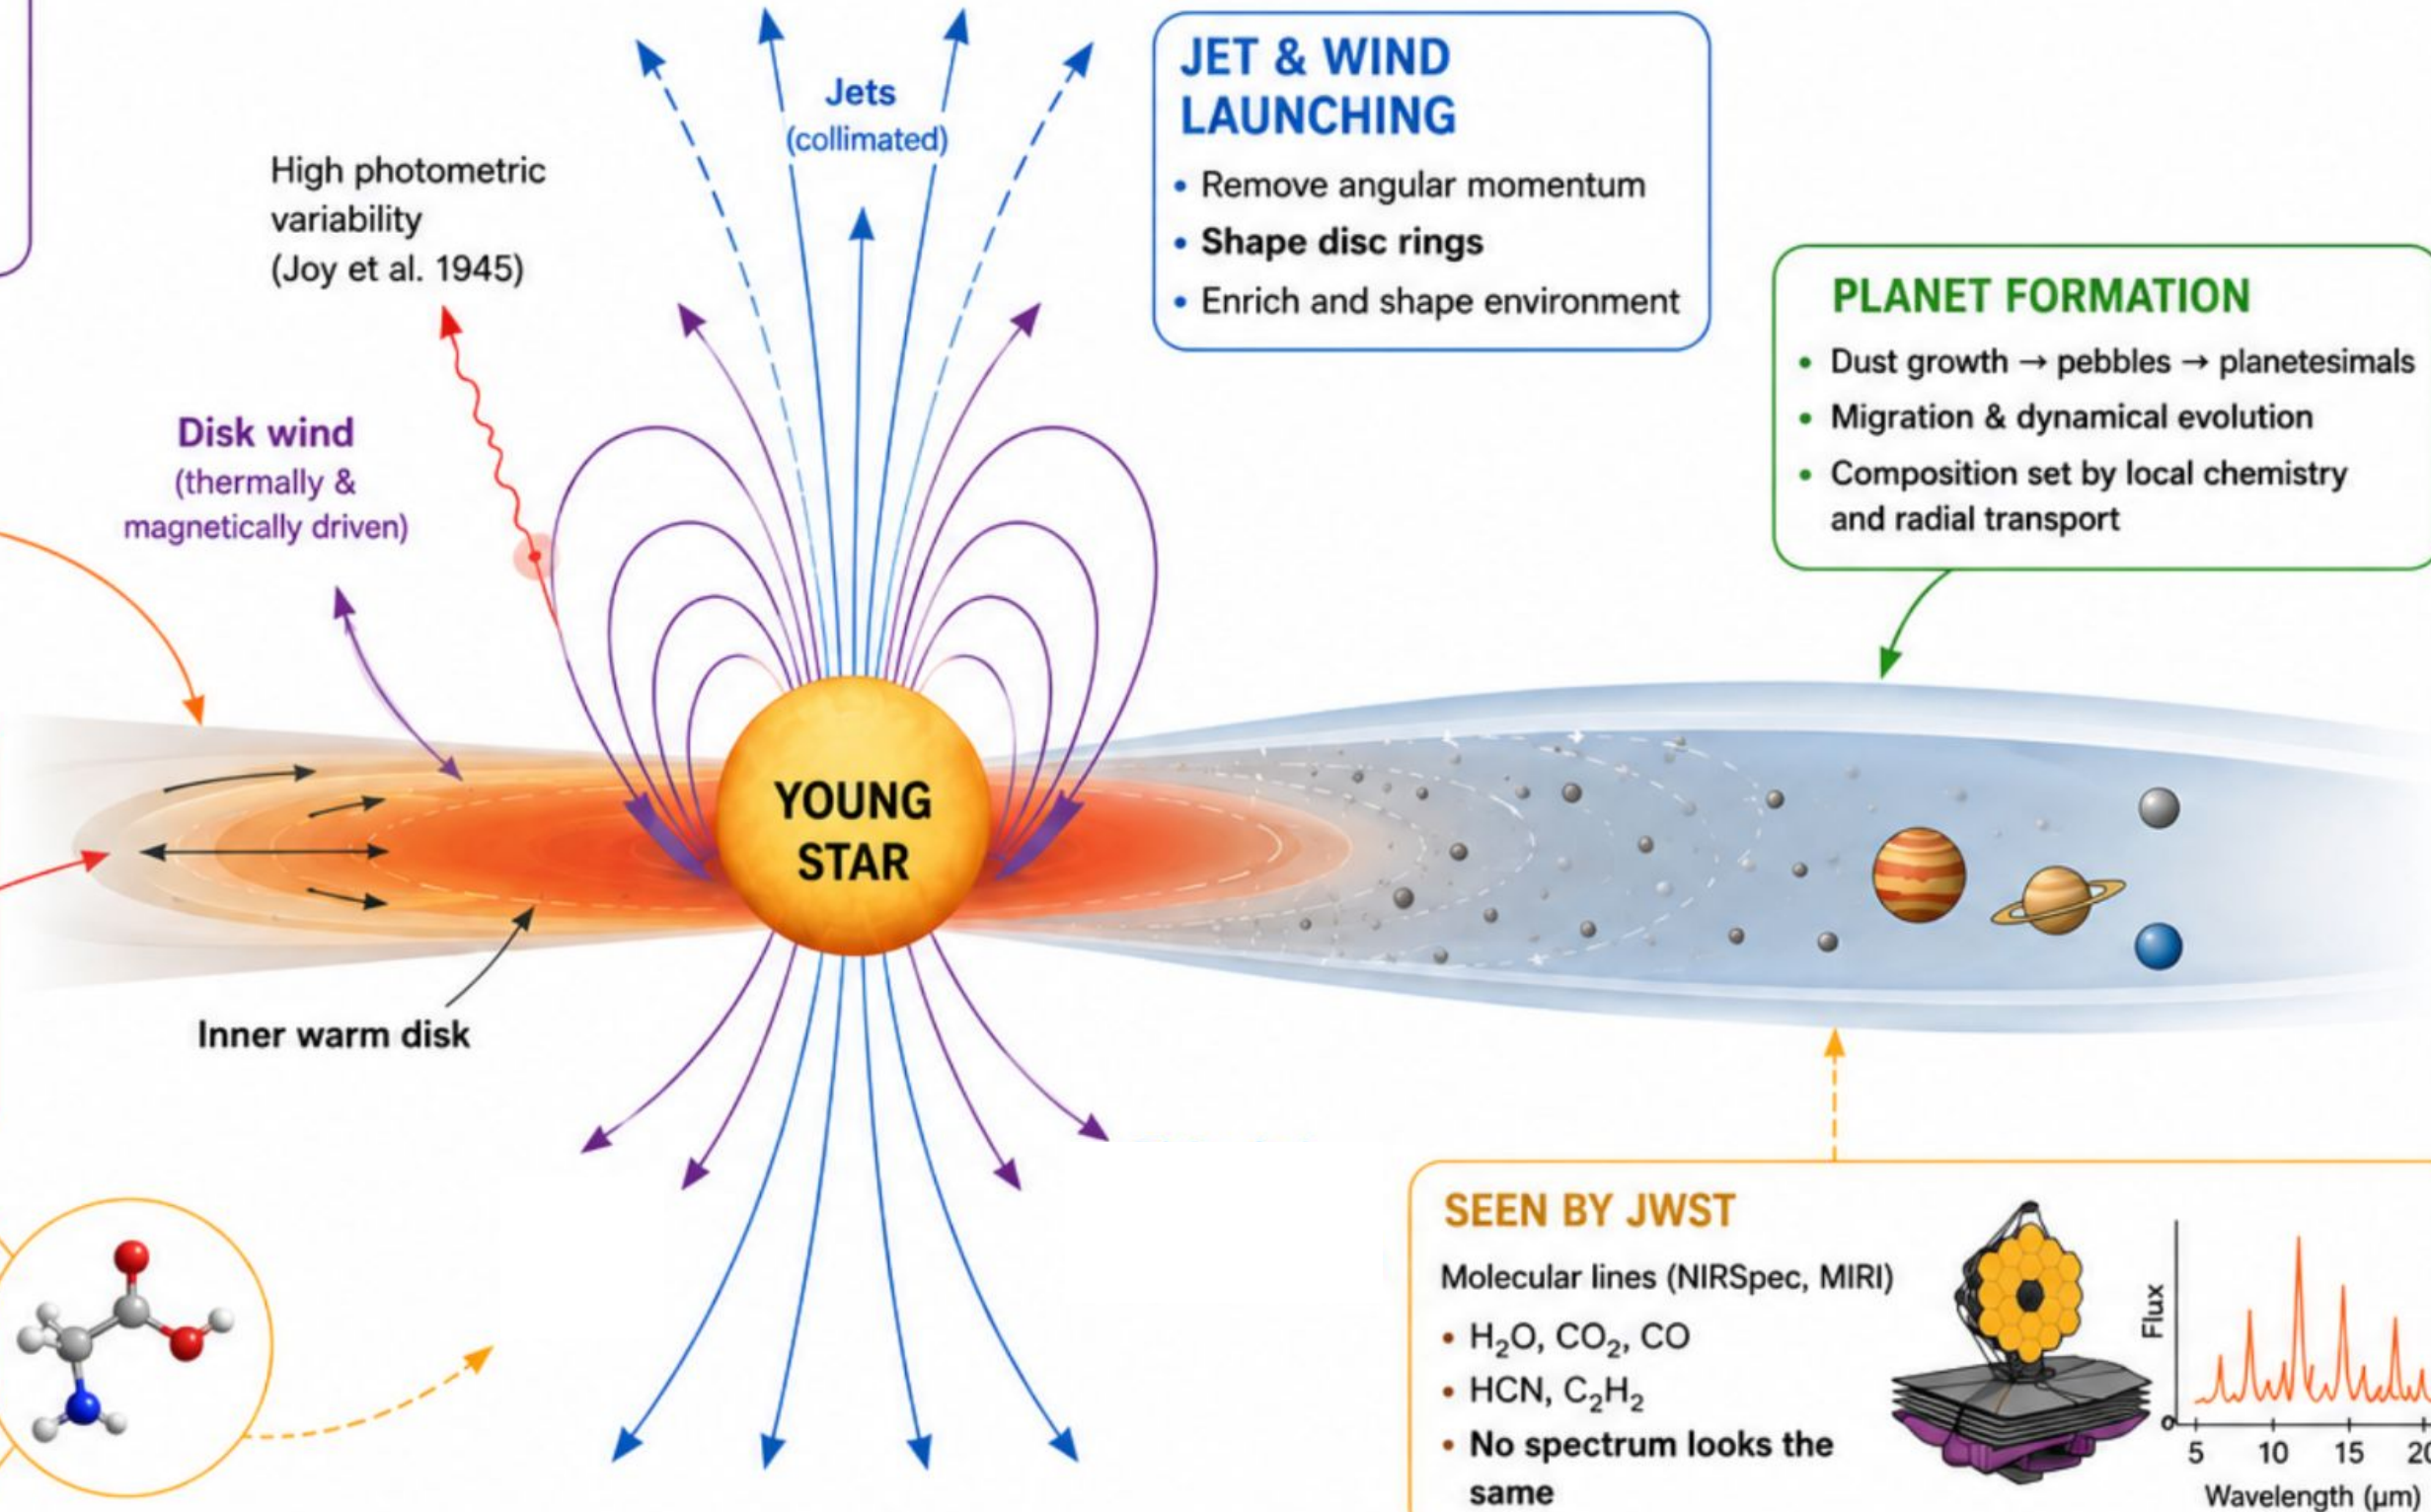 Jets
(collimated)
High photometric
variability
(Joy et al. 1945)
Disk wind
(thermally &
magnetically driven)
JET & WIND
LAUNCHING
• Remove angular momentum
• Shape disc rings
• Enrich and shape environment
PLANET FORMATION
• Dust growth → pebbles → planetesimals
• Migration & dynamical evolution
• Composition set by local chemistry
and radial transport
YOUNG
STAR
Inner warm disk
SEEN BY JWST
Molecular lines (NIRSpec, MIRI)
• H₂O, CO₂, CO
• HCN, C₂H₂
• No spectrum looks the
same
Flux
0
5 10 15 20
Wavelength (μm)